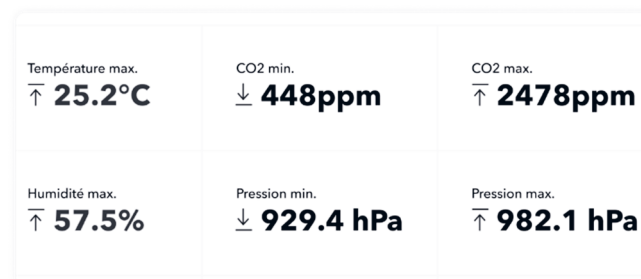 Température max.
25.2°C
CO2 min.
448ppm
CO2 max.
2478ppm
Humidité max.
57.5%
Pression min.
929.4 hPa
Pression max.
982.1 hPa